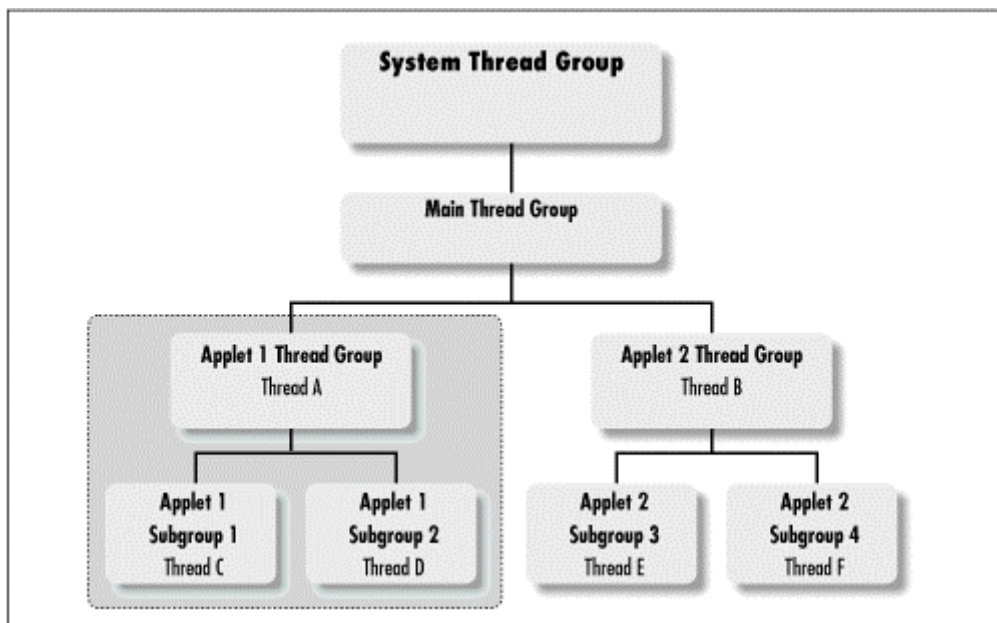 System Thread Group
Main Thread Group
Applet 1 Thread Group
Thread A
Applet 2 Thread Group
Thread B
Applet 1
Subgroup 1
Thread C
Applet 1
Subgroup 2
Thread D
Applet 2
Subgroup 3
Thread E
Applet 2
Subgroup 4
Thread F